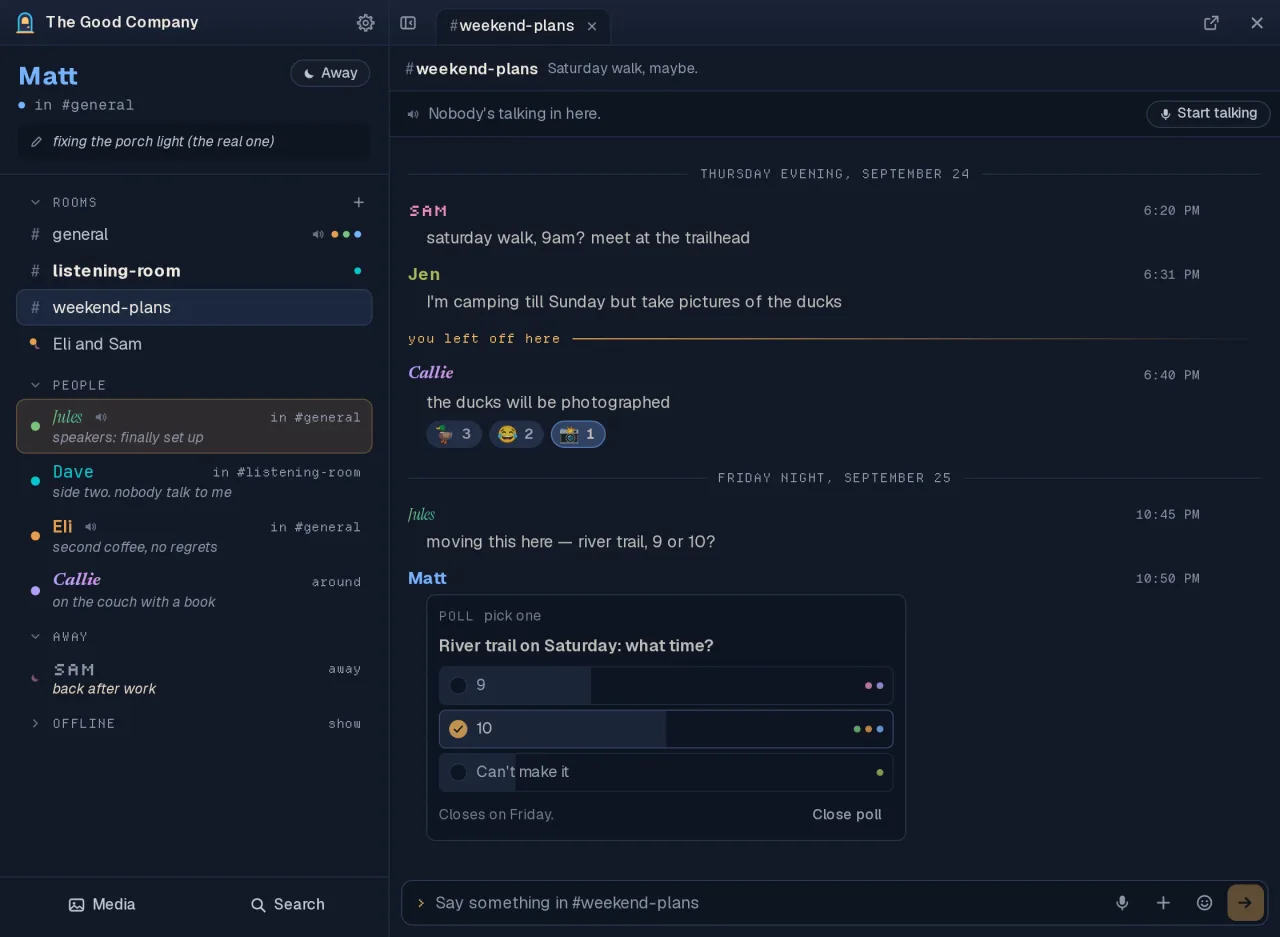 The Good Company
Matt
Away
in #general
fixing the porch light (the real one)
ROOMS
# general
# listening-room
# weekend-plans
Eli and Sam
PEOPLE
Jules
in #general
speakers: finally set up
Dave
in #listening-room
side two. nobody talk to me
Eli
in #general
second coffee, no regrets
Callie
around
on the couch with a book
AWAY
SAM
away
back after work
OFFLINE
show
Media
Search
#weekend-plans
#weekend-plans Saturday walk, maybe.
Nobody's talking in here.
Start talking
THURSDAY EVENING, SEPTEMBER 24
SAM
6:20 PM
saturday walk, 9am? meet at the trailhead
Jen
6:31 PM
I'm camping till Sunday but take pictures of the ducks
you left off here
Callie
6:40 PM
the ducks will be photographed
3 2 1
FRIDAY NIGHT, SEPTEMBER 25
Jules
10:45 PM
moving this here — river trail, 9 or 10?
Matt
10:50 PM
POLL pick one
River trail on Saturday: what time?
9
10
Can't make it
Closes on Friday.
Close poll
Say something in #weekend-plans